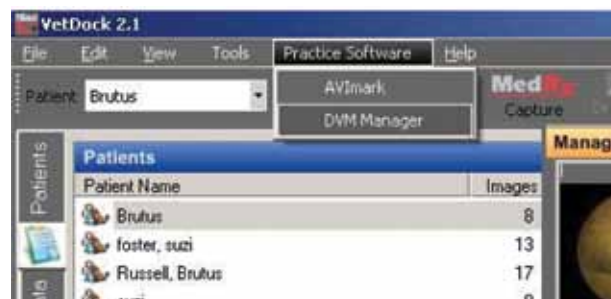 VetDock 2.1
File Edit View Tools Practice Software Help
AVImark
DVM Manager
Patient Brutus
MedRx
Capture
Patients
Manag
Patients
Patient Name Images
Brutus 8
foster, suzi 13
Russell, Brutus 17